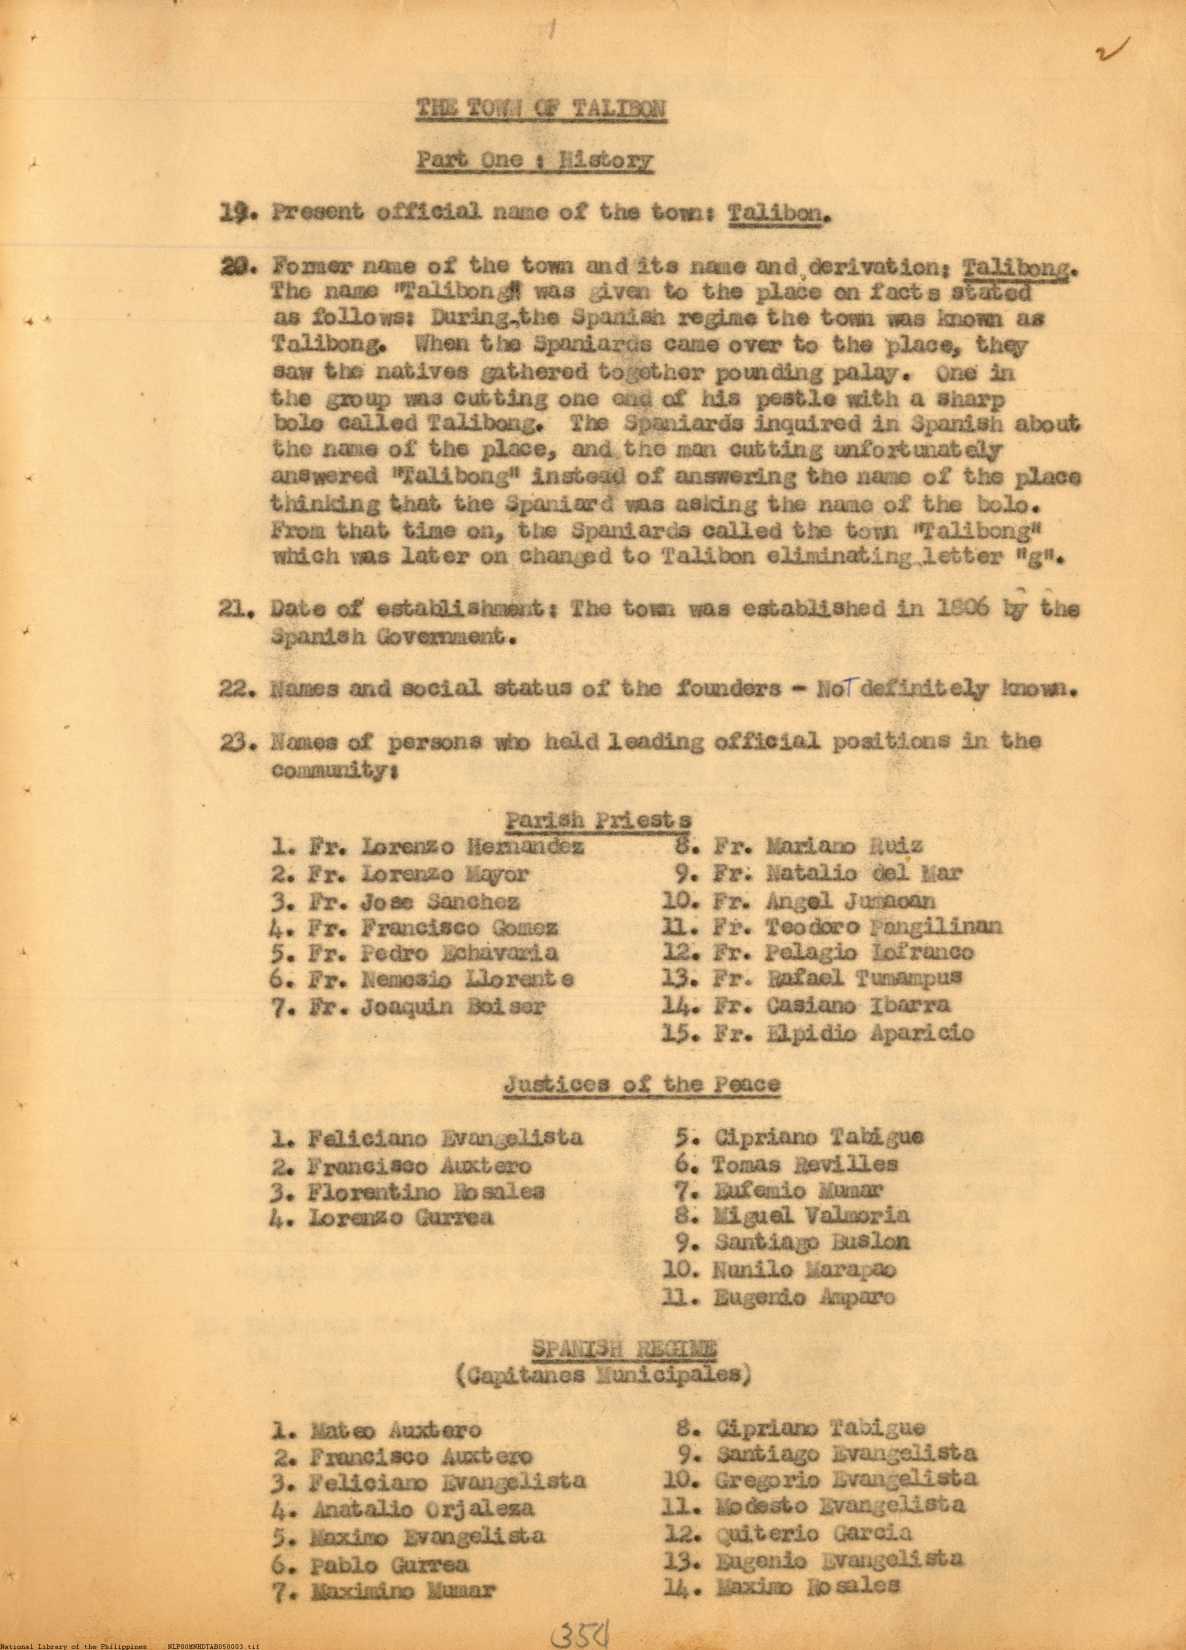 1
2
THE TOWN OF TALIBON
Part One : History
19. Present official name of the town: Talibon.
20. Former name of the town and its name and derivation: Talibong.
The name "Talibong" was given to the place on facts stated
as follows: During the Spanish regime the town was known as
Talibong. When the Spaniards came over to the place, they
saw the natives gathered together pounding palay. One in
the group was cutting one end of his pestle with a sharp
bolo called Talibong. The Spaniards inquired in Spanish about
the name of the place, and the man cutting unfortunately
answered "Talibong" instead of answering the name of the place
thinking that the Spaniard was asking the name of the bolo.
From that time on, the Spaniards called the town "Talibong"
which was later on changed to Talibon eliminating letter "g".
21. Date of establishment: The town was established in 1806 by the
Spanish Government.
22. Names and social status of the founders - NoT definitely known.
23. Names of persons who held leading official positions in the
community:
Parish Priests
1. Fr. Lorenzo Hernandez
2. Fr. Lorenzo Mayor
3. Fr. Jose Sanchez
4. Fr. Francisco Gomez
5. Fr. Pedro Echavaria
6. Fr. Nemesio Llorente
7. Fr. Joaquin Boiser
8. Fr. Mariano Ruiz
9. Fr. Natalio del Mar
10. Fr. Angel Jumaoan
11. Fr. Teodoro Pangilinan
12. Fr. Pelagio Lofranco
13. Fr. Rafael Tumampus
14. Fr. Casiano Ibarra
15. Fr. Elpidio Aparicio
Justices of the Peace
1. Feliciano Evangelista
2. Francisco Auxtero
3. Florentino Rosales
4. Lorenzo Gurrea
5. Cipriano Tabigue
6. Tomas Revilles
7. Eufemio Mumar
8. Miguel Valmoria
9. Santiago Buslon
10. Nunilo Marapao
11. Eugenio Amparo
SPANISH REGIME
(Capitanes Municipales)
1. Mateo Auxtero
2. Francisco Auxtero
3. Feliciano Evangelista
4. Anatalio Orjaleza
5. Maximo Evangelista
6. Pablo Gurrea
7. Maximino Mumar
8. Cipriano Tabigue
9. Santiago Evangelista
10. Gregorio Evangelista
11. Modesto Evangelista
12. Quiterio Garcia
13. Eugenio Evangelista
14. Maximo Rosales
354
National Library of the Philippines NLP00MNHDTAB050003.tif